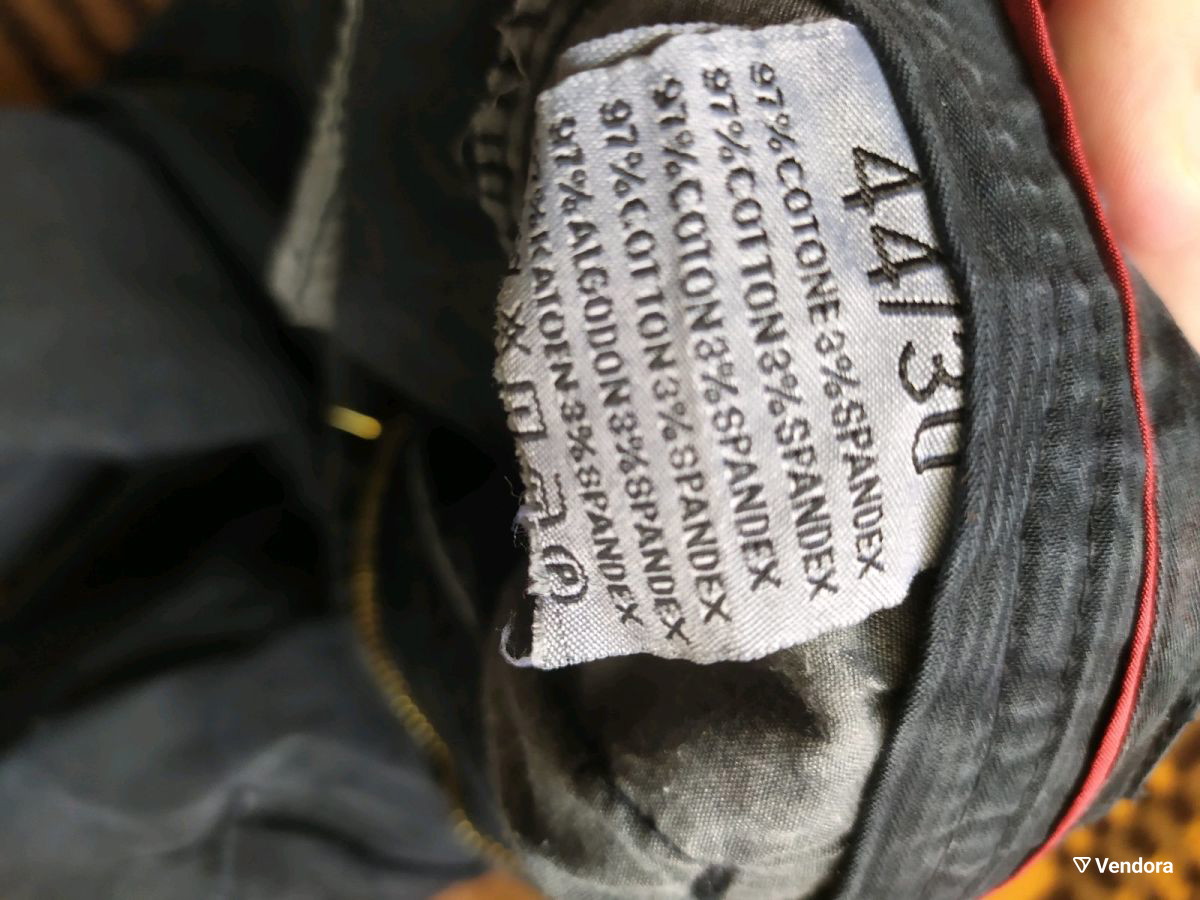 44/30
97% COTONE 3% SPANDEX
97% COTTON 3% SPANDEX
97% COTON 3% SPANDEX
97% COTTON 3% SPANDEX
97% ALGODON 3% SPANDEX
3% SPANDEX
P
Vendora